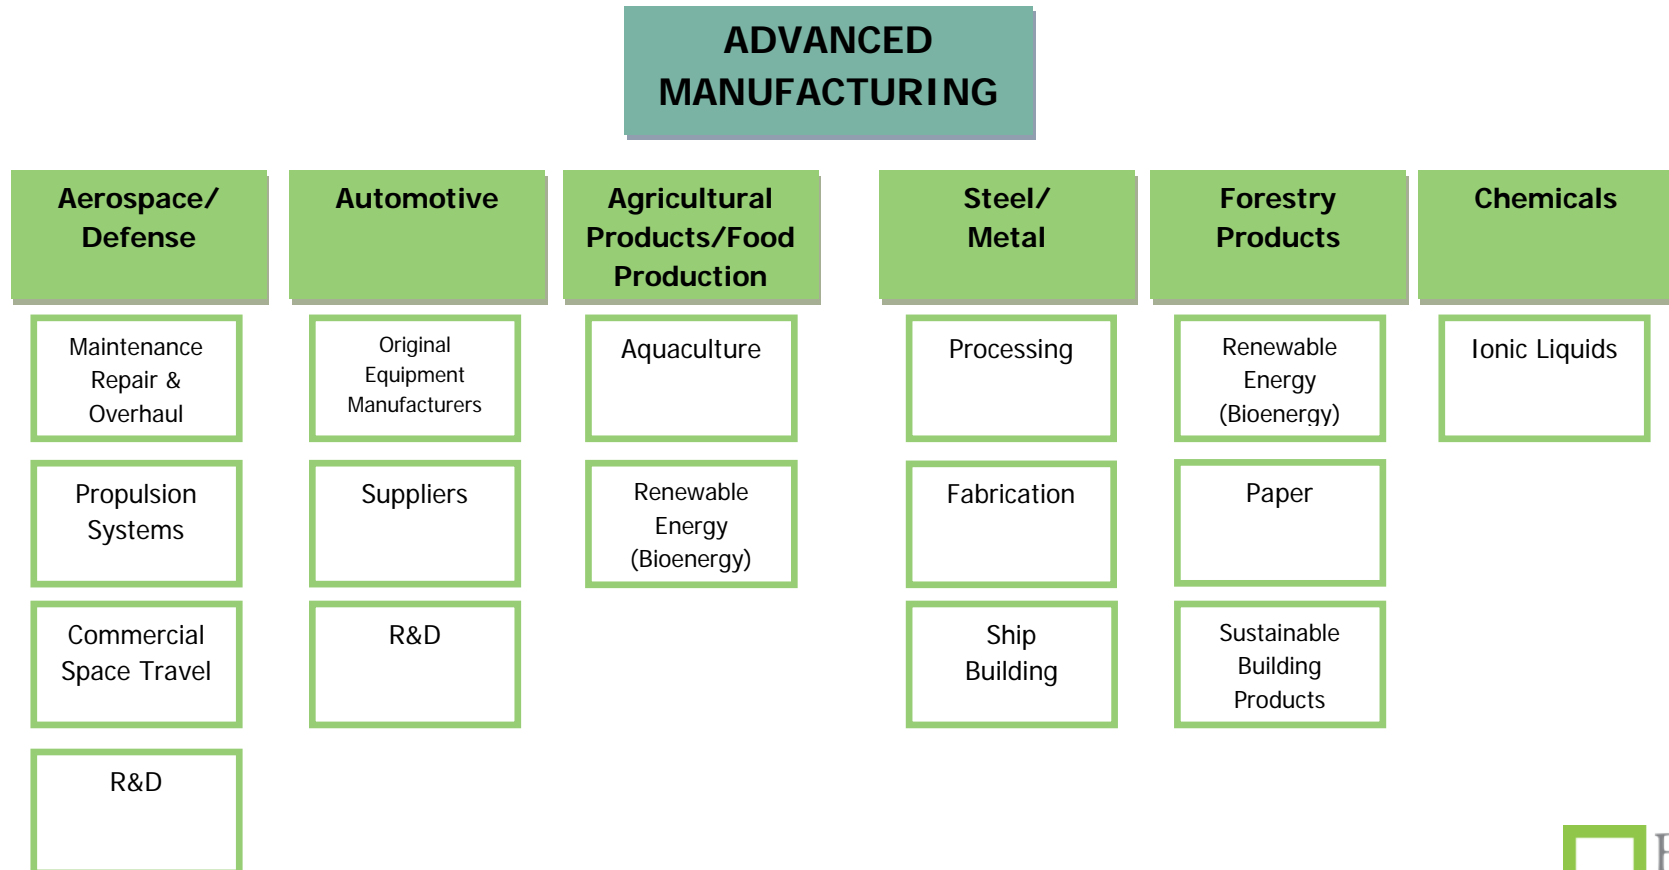 ADVANCED
MANUFACTURING
Aerospace/
Defense
Automotive
Agricultural
Products/Food
Production
Steel/
Metal
Forestry
Products
Chemicals
Maintenance
Repair &
Overhaul
Original
Equipment
Manufacturers
Aquaculture
Processing
Renewable
Energy
(Bioenergy)
Ionic Liquids
Propulsion
Systems
Suppliers
Renewable
Energy
(Bioenergy)
Fabrication
Paper
Commercial
Space Travel
R&D
Ship
Building
Sustainable
Building
Products
R&D